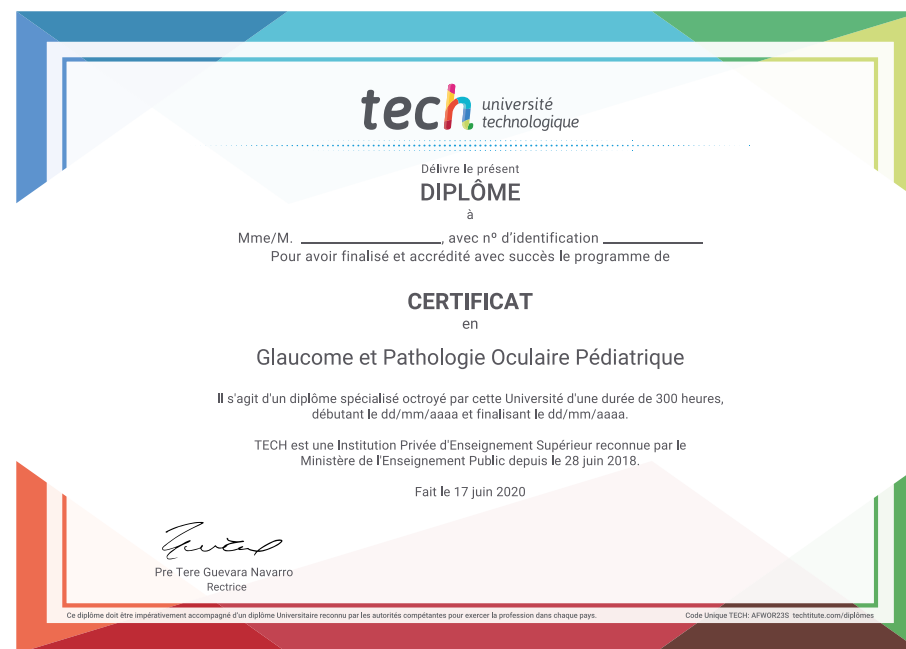 tech université
technologique
Délivre le présent
DIPLÔME
à
Mme/M. ____________________, avec nº d'identification ______________
Pour avoir finalisé et accrédité avec succès le programme de
CERTIFICAT
en
Glaucome et Pathologie Oculaire Pédiatrique
Il s'agit d'un diplôme spécialisé octroyé par cette Université d'une durée de 300 heures,
débutant le dd/mm/aaaa et finalisant le dd/mm/aaaa.
TECH est une Institution Privée d'Enseignement Supérieur reconnue par le
Ministère de l'Enseignement Public depuis le 28 juin 2018.
Fait le 17 juin 2020
Pre Tere Guevara Navarro
Rectrice
Ce diplôme doit être impérativement accompagné d'un diplôme Universitaire reconnu par les autorités compétantes pour exercer la profession dans chaque pays. Code Unique TECH: AFWOR23S techtitute.com/diplômes